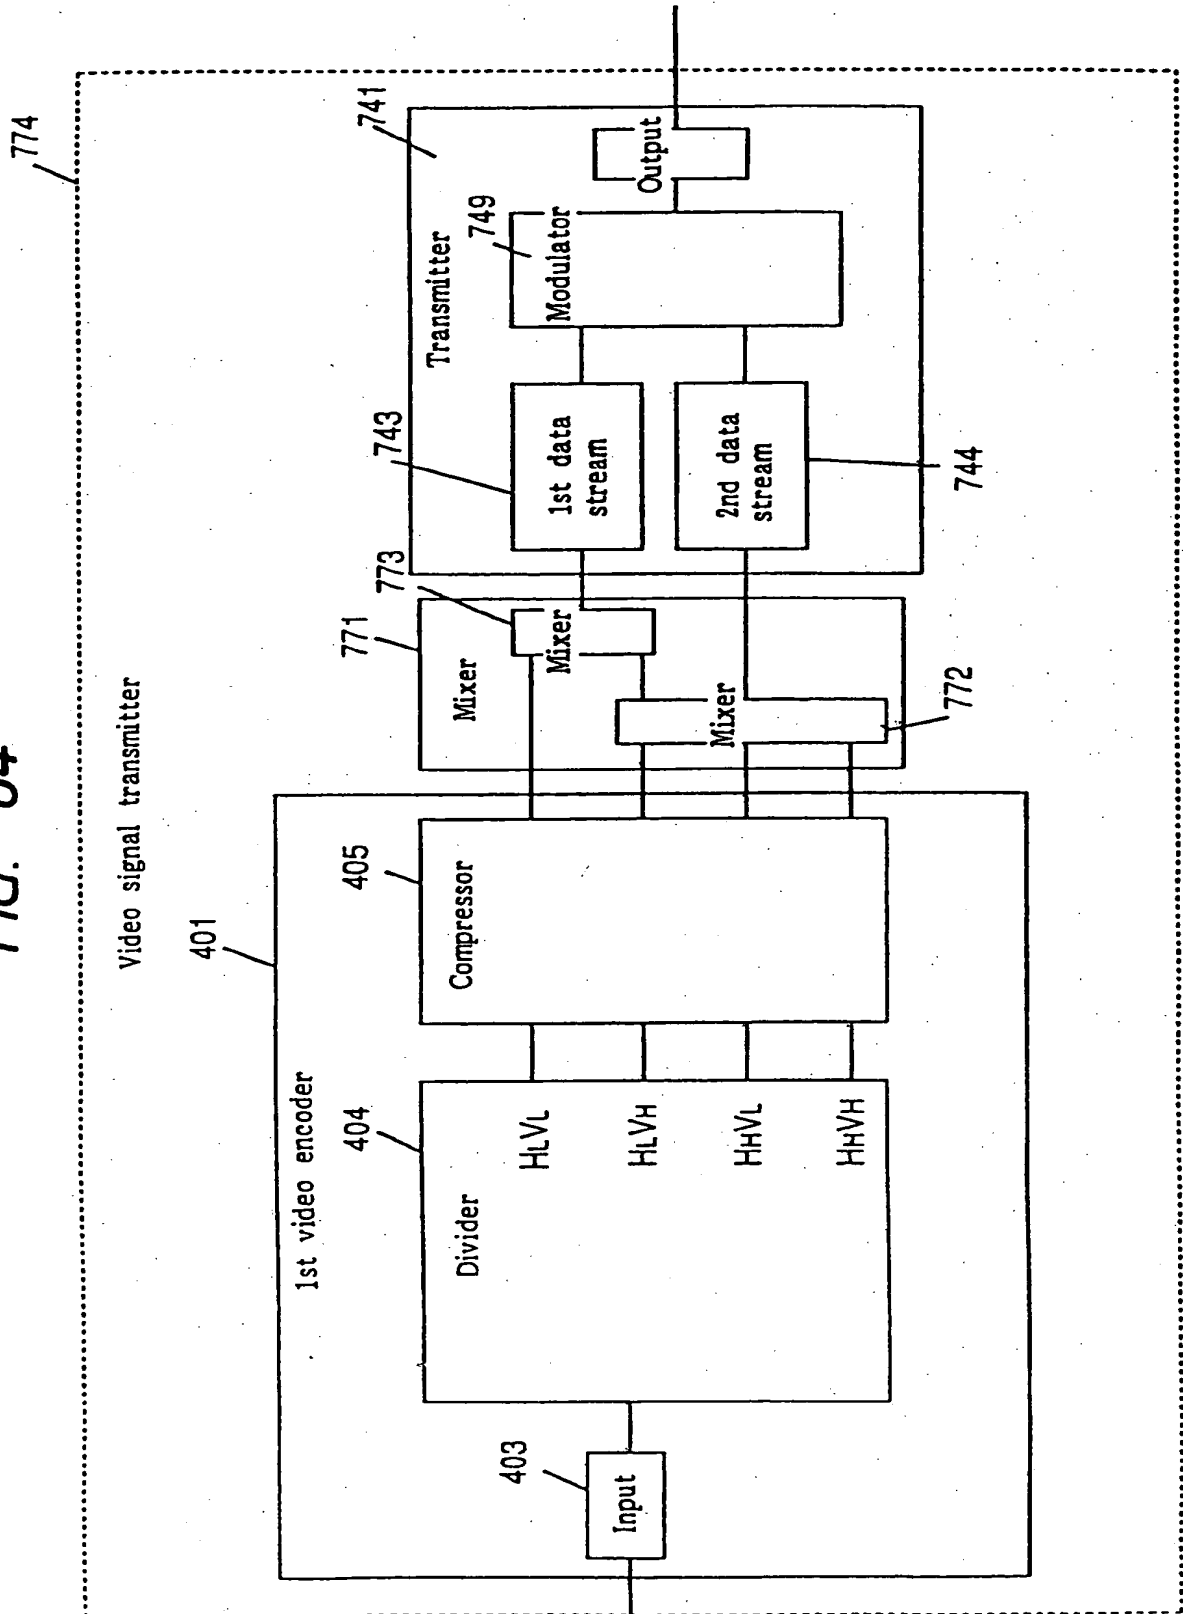 774
Video signal transmitter
401
1st video encoder
403
Input
404
Divider
HLVL
HLVH
HHVL
HHVH
405
Compressor
771
Mixer
773
Mixer
Mixer
772
741
Transmitter
743
1st data
stream
2nd data
stream
744
749
Modulator
Output